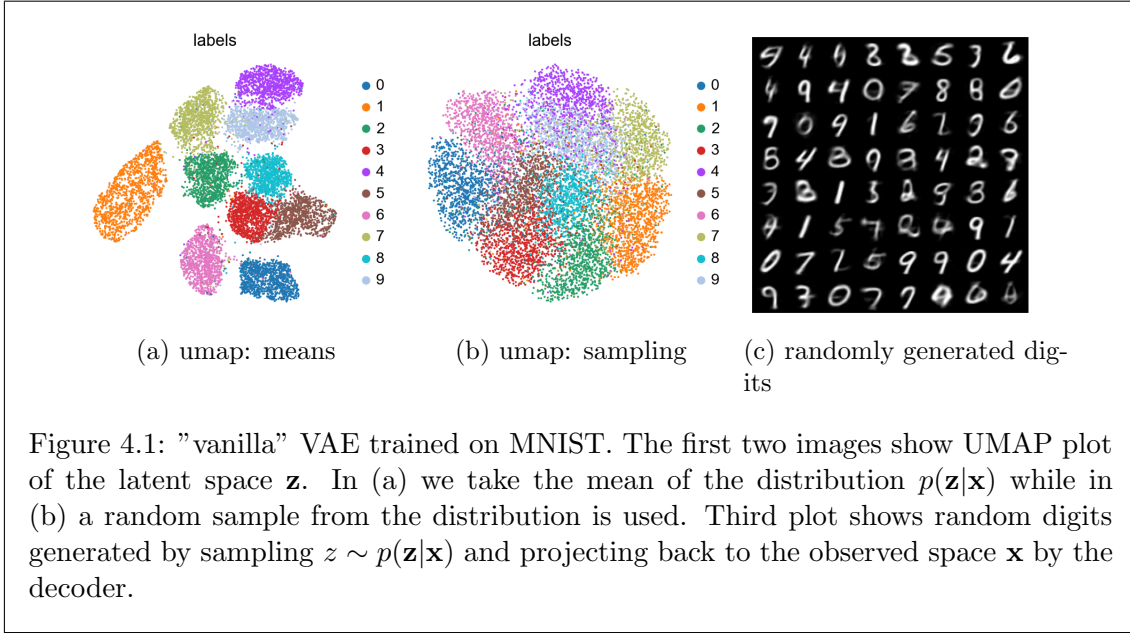 labels
0
1
2
3
4
5
6
7
8
9
(a) umap: means
labels
0
1
2
3
4
5
6
7
8
9
(b) umap: sampling
(c) randomly generated dig-
its
Figure 4.1: ”vanilla” VAE trained on MNIST. The first two images show UMAP plot
of the latent space z. In (a) we take the mean of the distribution p(z|x) while in
(b) a random sample from the distribution is used. Third plot shows random digits
generated by sampling z ∼ p(z|x) and projecting back to the observed space x by the
decoder.